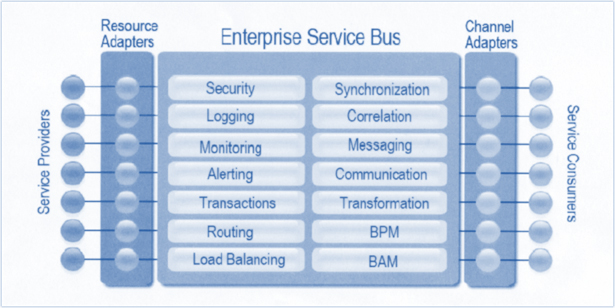 Resource
Adapters
Enterprise Service Bus
Channel
Adapters
Service Providers
Security
Synchronization
Logging
Correlation
Monitoring
Messaging
Alerting
Communication
Transactions
Transformation
Routing
BPM
Load Balancing
BAM
Service Consumers